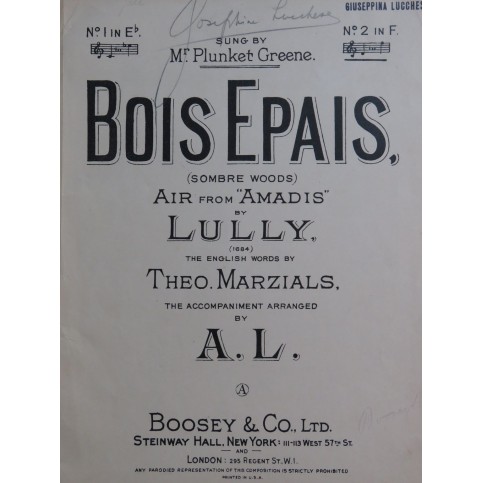 GIUSEPPINA LUCCHES
Josephine Lucchese
No 1 IN E♭.
SUNG BY
No 2 IN F.
Mr. Plunket Greene.
BOIS EPAIS,
(SOMBRE WOODS)
AIR FROM "AMADIS"
BY
LULLY,
(1684)
THE ENGLISH WORDS BY
THEO. MARZIALS,
THE ACCOMPANIMENT ARRANGED
BY
A. L.
A
BOOSEY & CO., LTD.
STEINWAY HALL, NEW YORK: 111-113 WEST 57TH ST.
AND
LONDON: 295 REGENT ST., W.1.
ANY PARODIED REPRESENTATION OF THIS COMPOSITION IS STRICTLY PROHIBITED
PRINTED IN U.S.A.